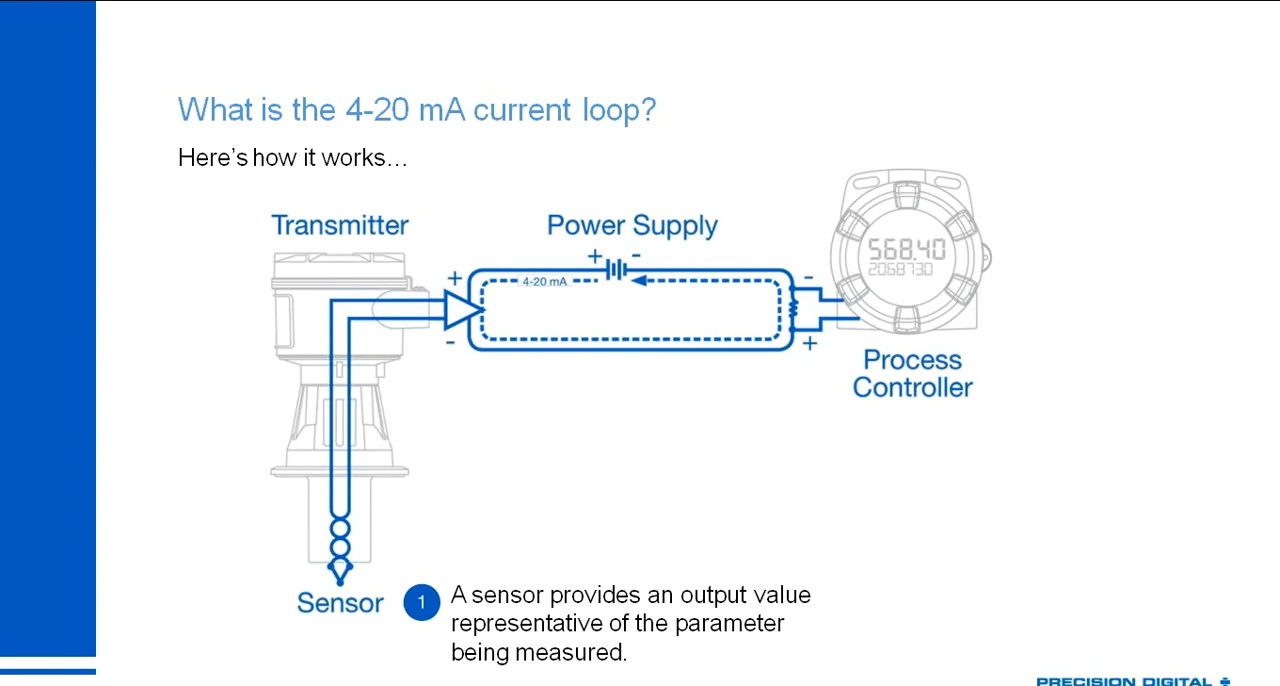 What is the 4-20 mA current loop?
Here's how it works...
Transmitter
Power Supply
+ -
568.40
2068730
+
4-20 mA
-
-
+
Process
Controller
Sensor
1
A sensor provides an output value
representative of the parameter
being measured.
PRECISION DIGITAL